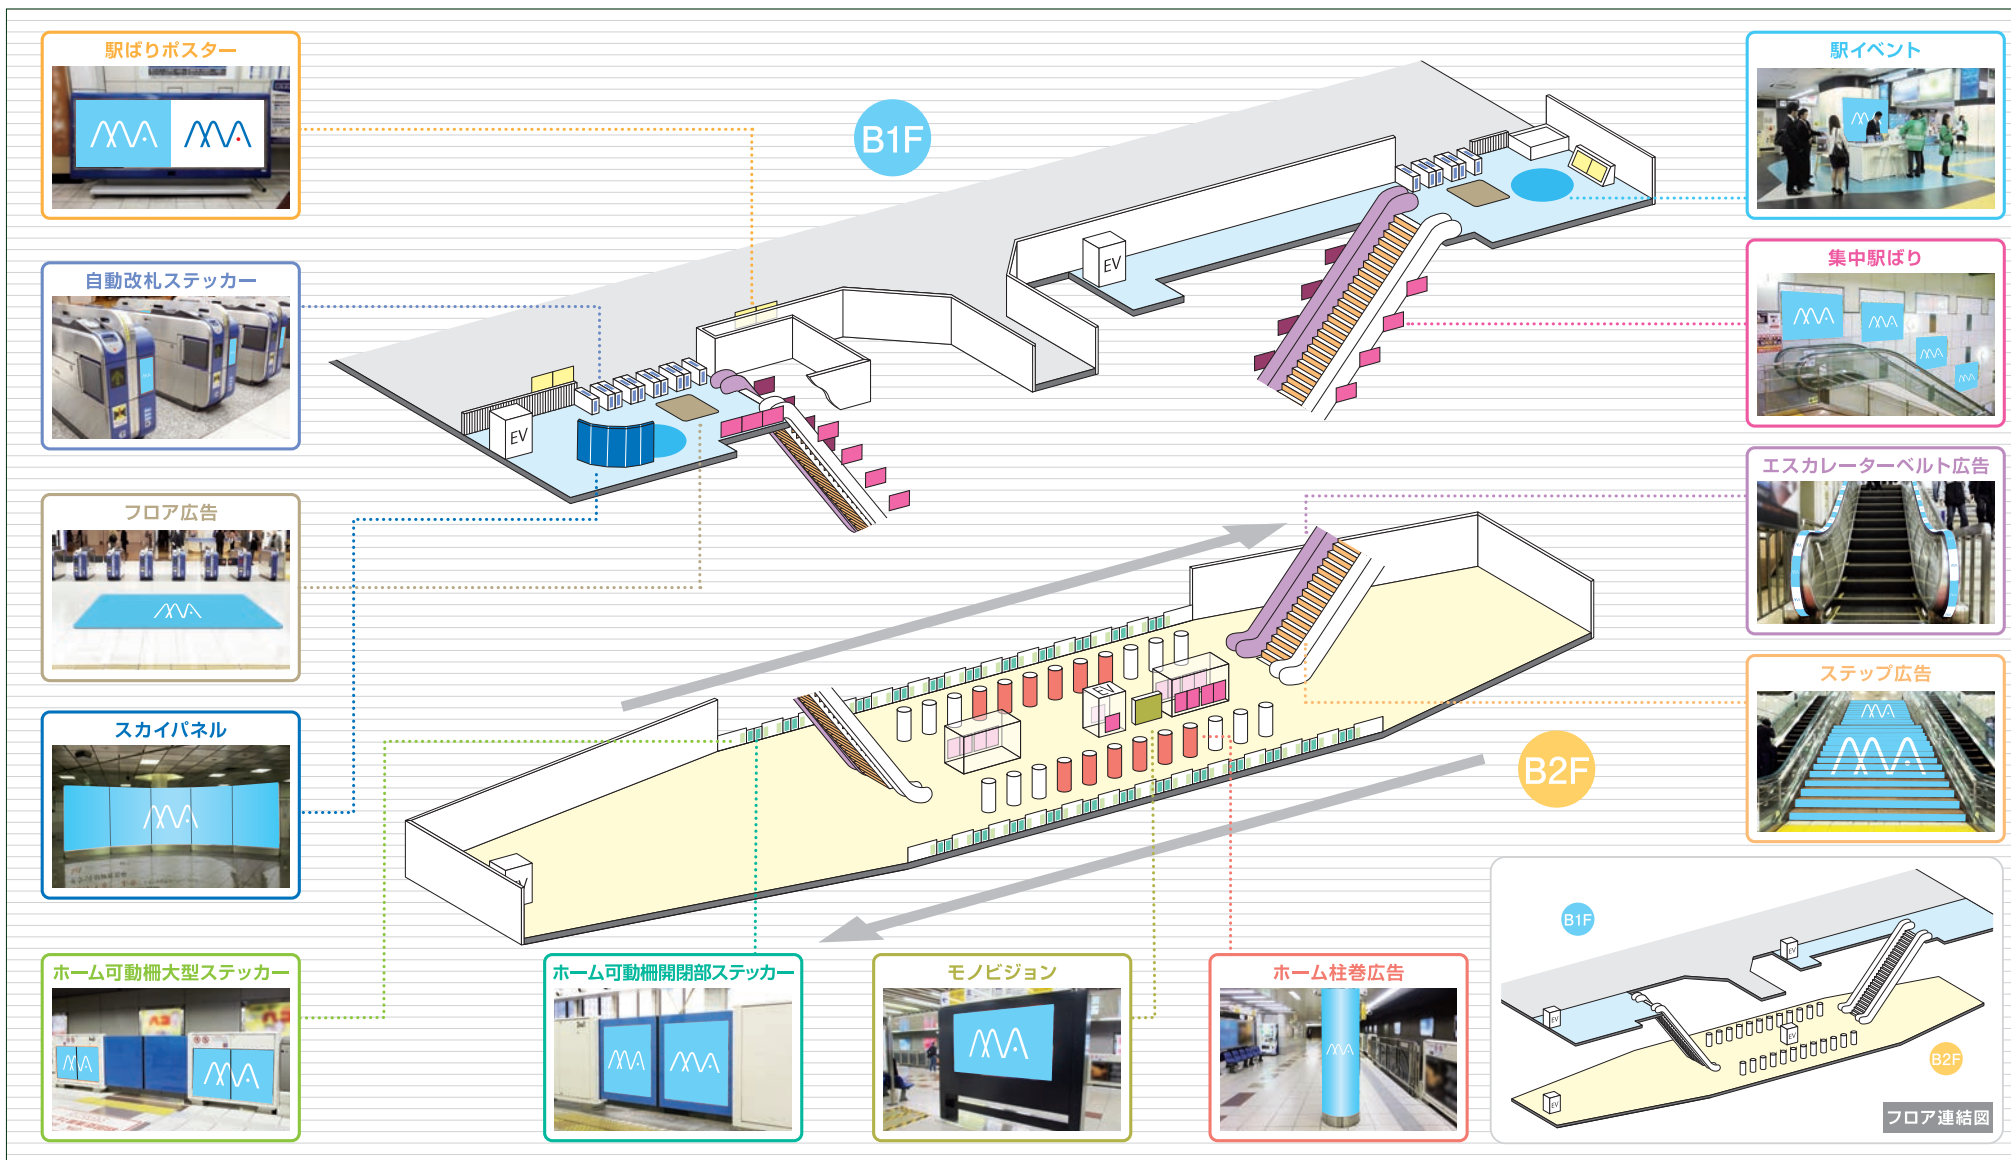 駅ばりポスター
B1F
駅イベント
自動改札ステッカー
集中駅ばり
EV
EV
フロア広告
エスカレーターベルト広告
スカイパネル
EV
ステップ広告
B2F
ホーム可動柵大型ステッカー
ホーム可動柵開閉部ステッカー
モノビジョン
ホーム柱巻広告
B1F
EV
EV
EV
B2F
EV
フロア連結図